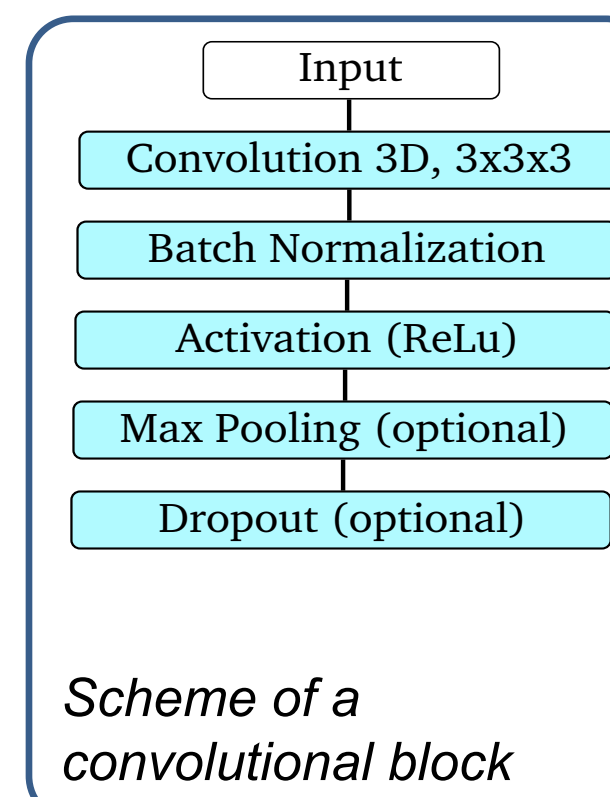 Input
Convolution 3D, 3x3x3
Batch Normalization
Activation (ReLu)
Max Pooling (optional)
Dropout (optional)
Scheme of a
convolutional block